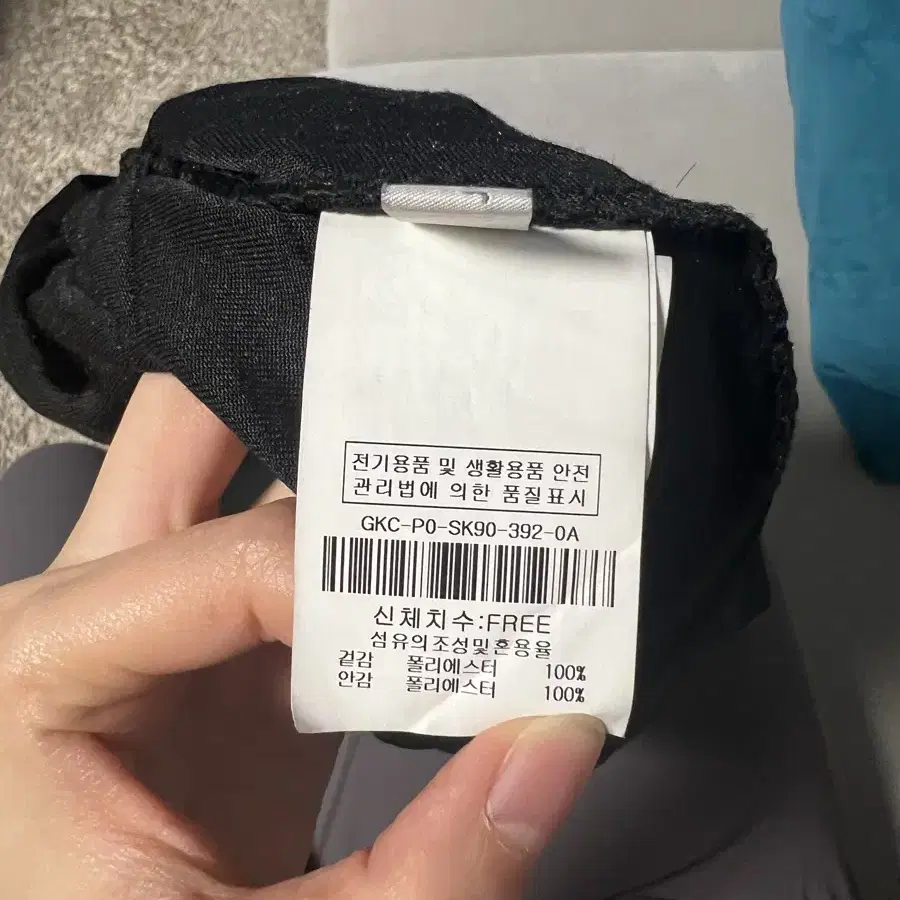 전기용품 및 생활용품 안전
관리법에 의한 품질표시
GKC-P0-SK90-392-0A
신체치수:FREE
섬유의조성및혼용율
겉감 폴리에스터 100%
안감 폴리에스터 100%